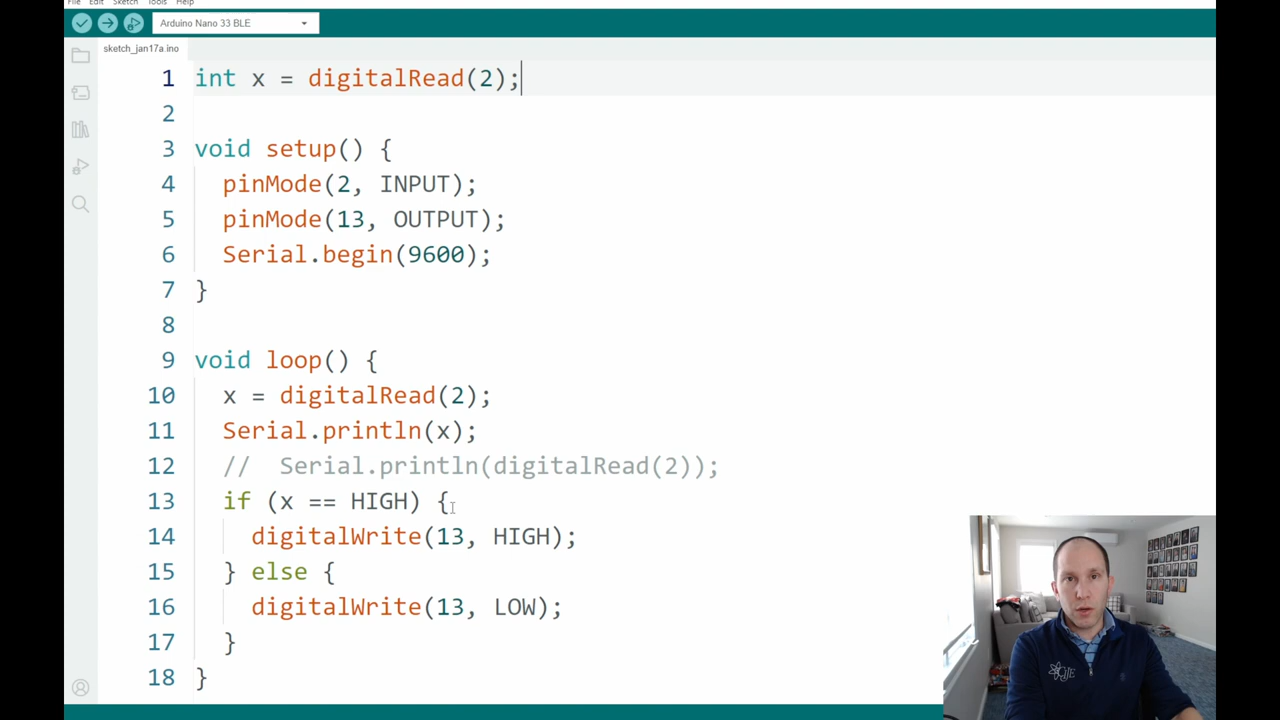 File Edit Sketch Tools Help
Arduino Nano 33 BLE
sketch_jan17a.ino
1 int x = digitalRead(2);
2
3 void setup() {
4 pinMode(2, INPUT);
5 pinMode(13, OUTPUT);
6 Serial.begin(9600);
7 }
8
9 void loop() {
10 x = digitalRead(2);
11 Serial.println(x);
12 // Serial.println(digitalRead(2));
13 if (x == HIGH) {
14 digitalWrite(13, HIGH);
15 } else {
16 digitalWrite(13, LOW);
17 }
18 }
CIJE